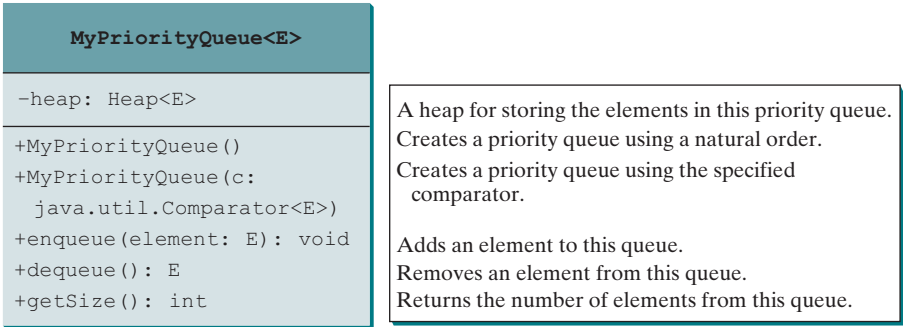 MyPriorityQueue<E>
-heap: Heap<E>
+MyPriorityQueue()
+MyPriorityQueue(c:
java.util.Comparator<E>)
+enqueue(element: E): void
+dequeue(): E
+getSize(): int
A heap for storing the elements in this priority queue.
Creates a priority queue using a natural order.
Creates a priority queue using the specified
comparator.
Adds an element to this queue.
Removes an element from this queue.
Returns the number of elements from this queue.